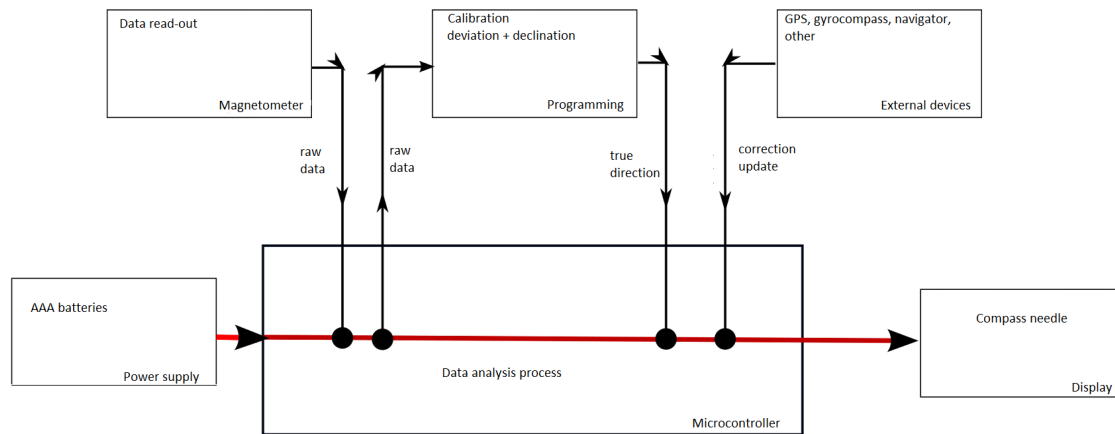 Data read-out
Magnetometer
Calibration
deviation + declination
Programming
GPS, gyrocompass, navigator,
other
External devices
raw
data
raw
data
true
direction
correction
update
AAA batteries
Power supply
Data analysis process
Microcontroller
Compass needle
Display